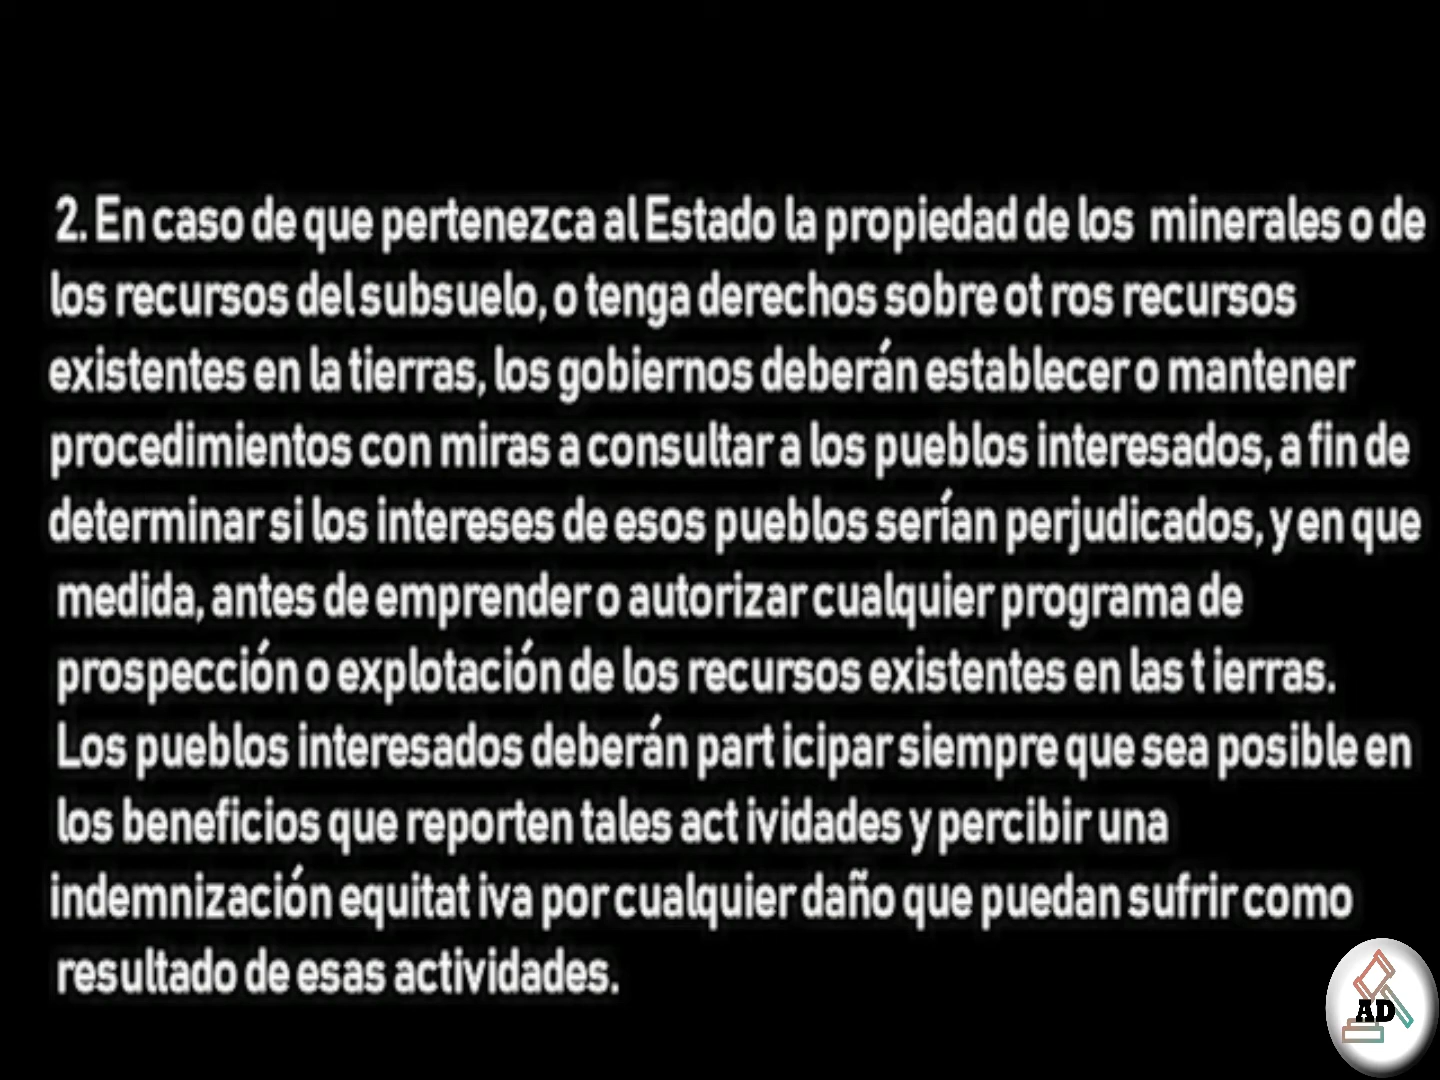 2. En caso de que pertenezca al Estado la propiedad de los minerales o de
los recursos del subsuelo, o tenga derechos sobre ot ros recursos
existentes en la tierras, los gobiernos deberán establecer o mantener
procedimientos con miras a consultar a los pueblos interesados, a fin de
determinar si los intereses de esos pueblos serían perjudicados, y en que
medida, antes de emprender o autorizar cualquier programa de
prospección o explotación de los recursos existentes en las t ierras.
Los pueblos interesados deberán part icipar siempre que sea posible en
los beneficios que reporten tales act ividades y percibir una
indemnización equitat iva por cualquier daño que puedan sufrir como
resultado de esas actividades.
AD